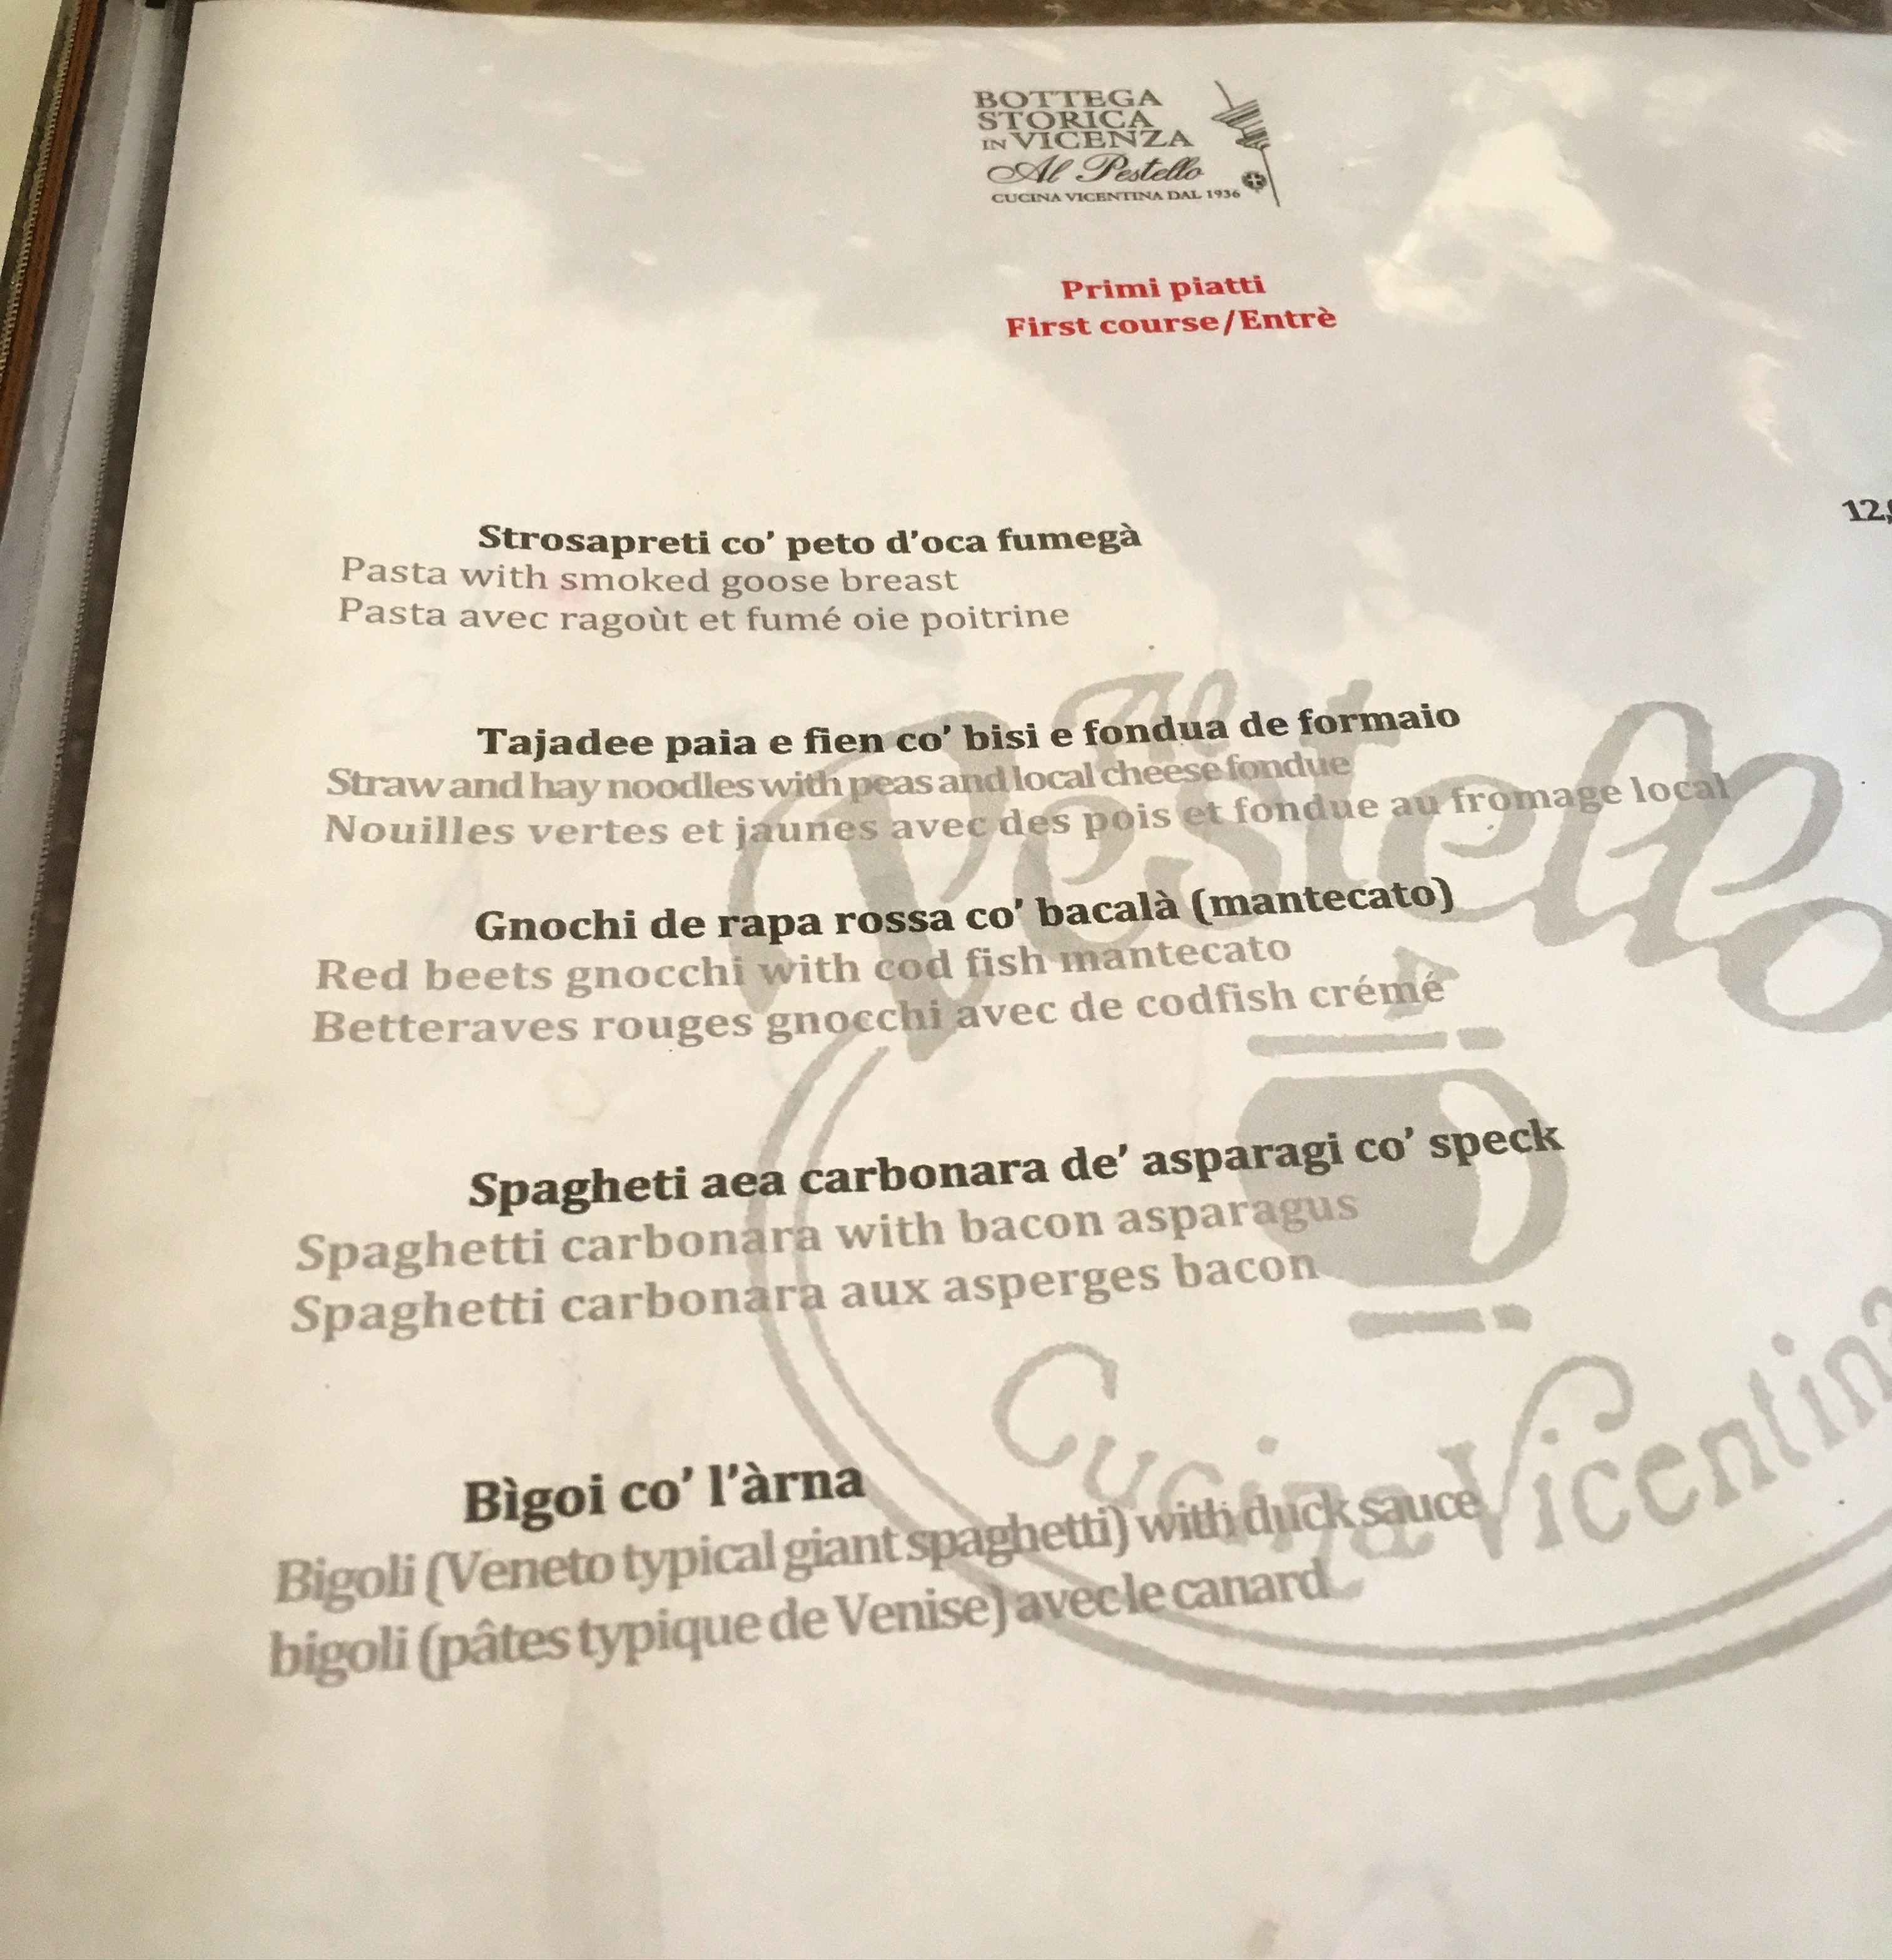 BOTTEGA
STORICA
IN VICENZA
Al Pestello
CUCINA VICENTINA DAL 1936
Primi piatti
First course/Entrè
12,
Strosapreti co' peto d'oca fumegà
Pasta with smoked goose breast
Pasta avec ragoùt et fumé oie poitrine
Tajadee paia e fien co' bisi e fondua de formaio
Straw and hay noodles with peas and local cheese fondue
Nouilles vertes et jaunes avec des pois et fondue au fromage local
Gnochi de rapa rossa co' bacalà (mantecato)
Red beets gnocchi with cod fish mantecato
Betteraves rouges gnocchi avec de codfish crémé
Spagheti aea carbonara de' asparagi co' speck
Spaghetti carbonara with bacon asparagus
Spaghetti carbonara aux asperges bacon
Bìgoi co' l'àrna
Bigoli (Veneto typical giant spaghetti) with duck sauce
bigoli (pâtes typique de Venise) avec le canard
Al
Pestello
Cucina Vicentina